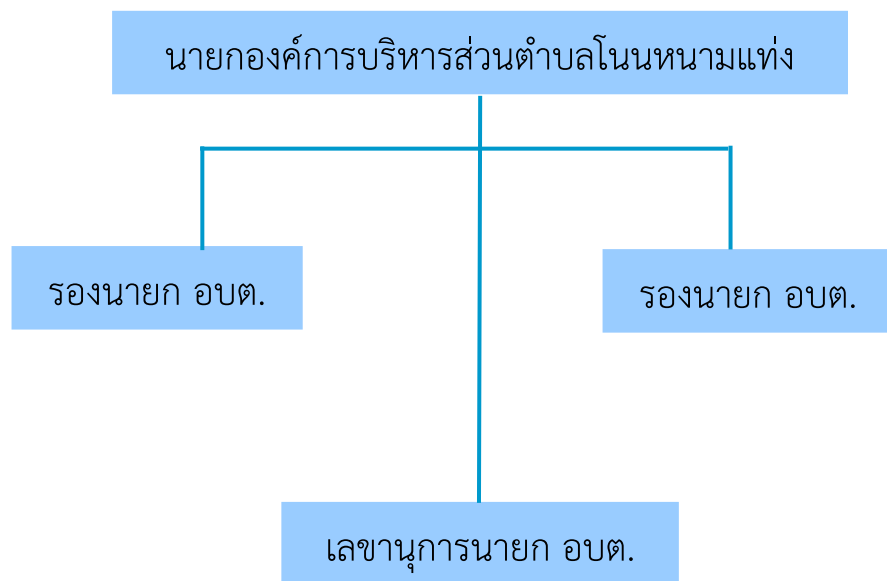 นายกองค์การบริหารส่วนตำบลโนนหนามแท่ง
รองนายก อบต.
รองนายก อบต.
เลขานุการนายก อบต.